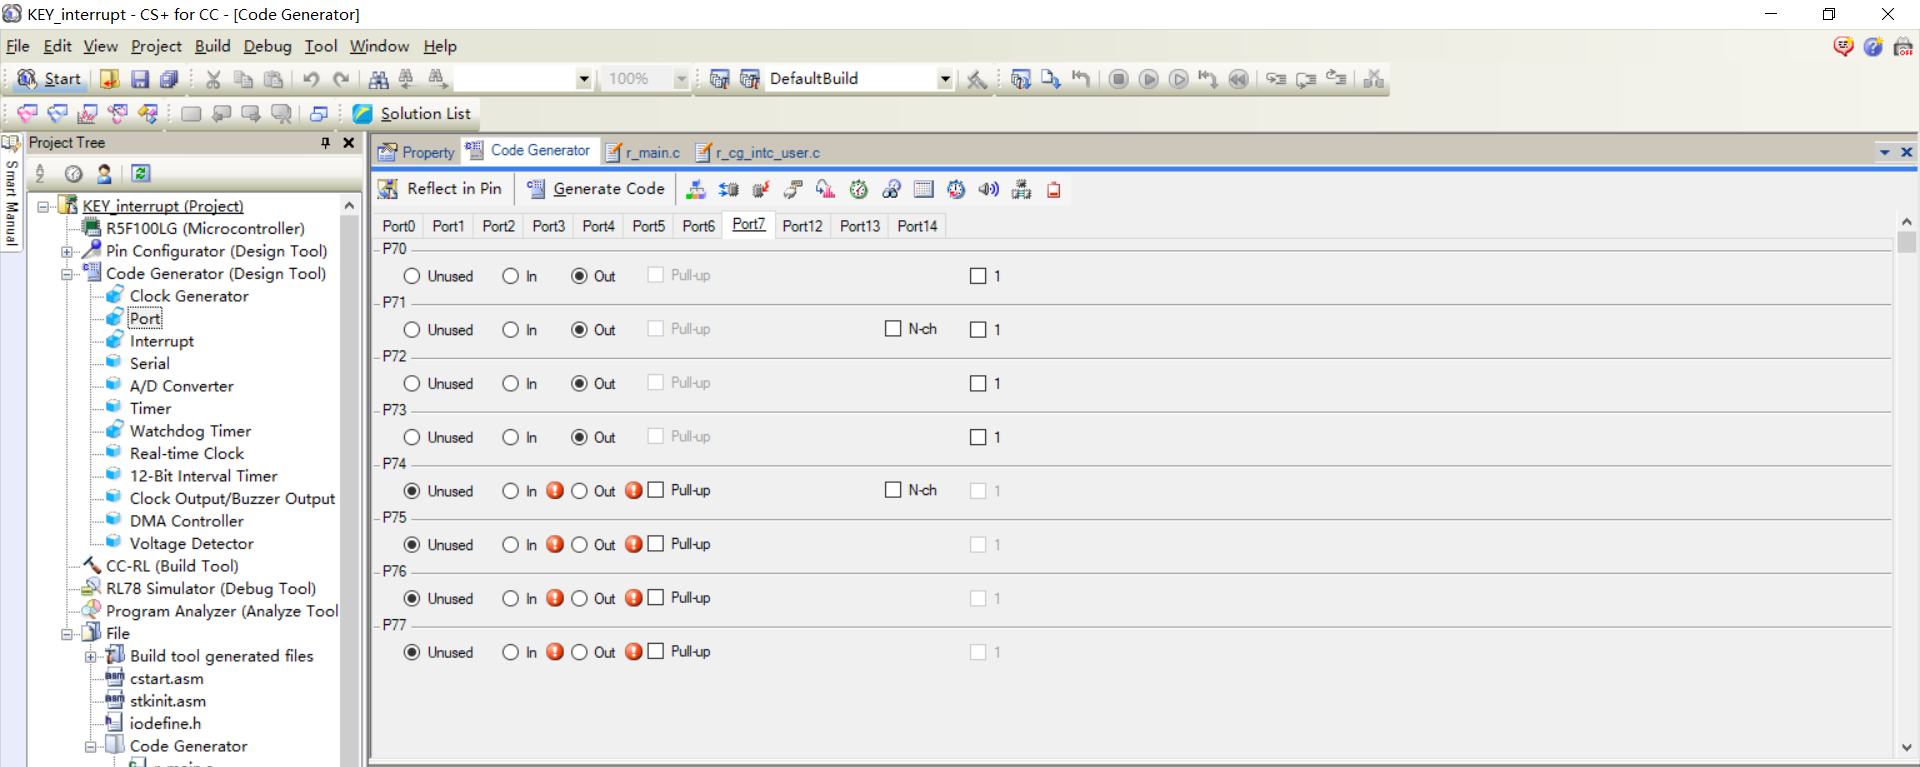 KEY_interrupt - CS+ for CC - [Code Generator]
File Edit View Project Build Debug Tool Window Help
Start 100% DefaultBuild
Solution List
Smart Manual
Project Tree
KEY_interrupt (Project)
R5F100LG (Microcontroller)
Pin Configurator (Design Tool)
Code Generator (Design Tool)
Clock Generator
Port
Interrupt
Serial
A/D Converter
Timer
Watchdog Timer
Real-time Clock
12-Bit Interval Timer
Clock Output/Buzzer Output
DMA Controller
Voltage Detector
CC-RL (Build Tool)
RL78 Simulator (Debug Tool)
Program Analyzer (Analyze Tool
File
Build tool generated files
cstart.asm
stkinit.asm
iodefine.h
Code Generator
Property Code Generator r_main.c r_cg_intc_user.c
Reflect in Pin Generate Code
Port0 Port1 Port2 Port3 Port4 Port5 Port6 Port7 Port12 Port13 Port14
P70
Unused In Out Pull-up 1
P71
Unused In Out Pull-up N-ch 1
P72
Unused In Out Pull-up 1
P73
Unused In Out Pull-up 1
P74
Unused In Out Pull-up N-ch 1
P75
Unused In Out Pull-up 1
P76
Unused In Out Pull-up 1
P77
Unused In Out Pull-up 1